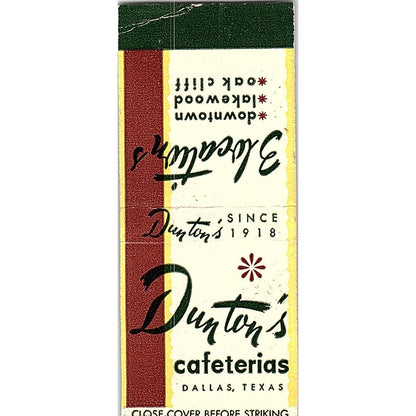 3 locations
*downtown
*lakewood
*oak cliff
Dunton's SINCE 1918
Dunton's
cafeterias
DALLAS, TEXAS
CLOSE COVER BEFORE STRIKING